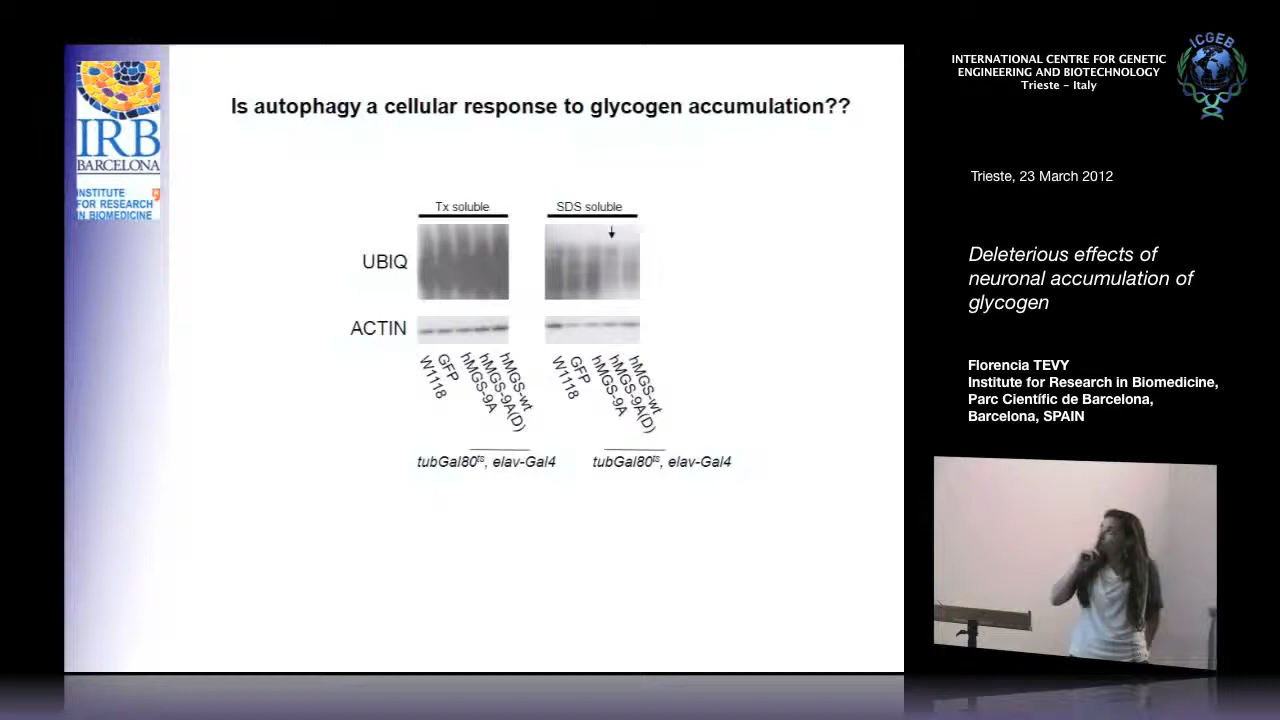 IRB
BARCELONA
INSTITUTE
FOR RESEARCH
IN BIOMEDICINE
Is autophagy a cellular response to glycogen accumulation??
Tx soluble
SDS soluble
UBIQ
ACTIN
W1118
GFP
hMGS-9A
hMGS-9A(D)
hMGS-wt
W1118
GFP
hMGS-9A
hMGS-9A(D)
hMGS-wt
tubGal80ts, elav-Gal4
tubGal80ts, elav-Gal4
INTERNATIONAL CENTRE FOR GENETIC
ENGINEERING AND BIOTECHNOLOGY
Trieste - Italy
ICGEB
Trieste, 23 March 2012
Deleterious effects of
neuronal accumulation of
glycogen
Florencia TEVY
Institute for Research in Biomedicine,
Parc Científic de Barcelona,
Barcelona, SPAIN